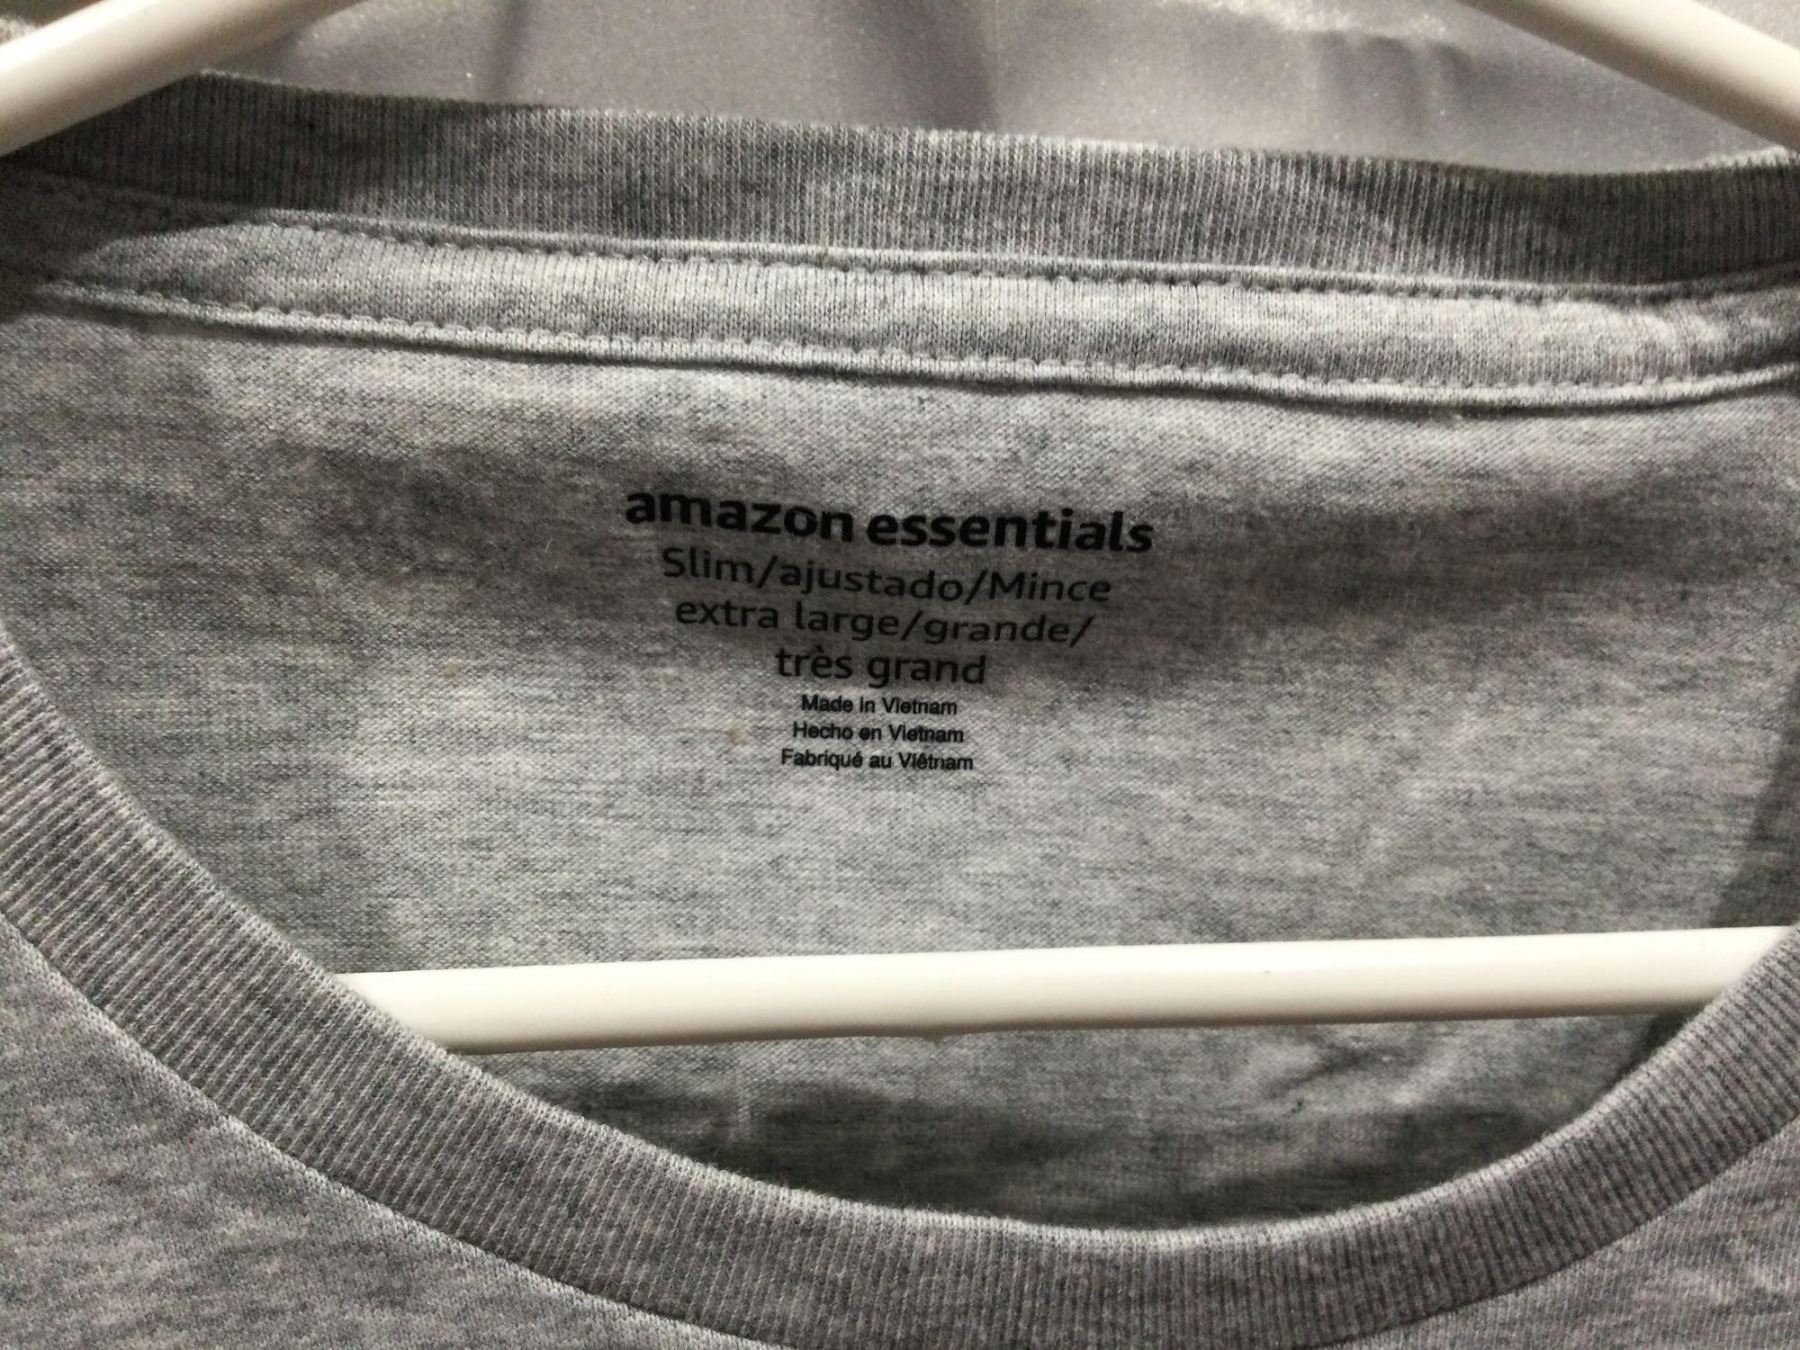 amazon essentials
Slim/ajustado/Mince
extra large/grande/
très grand
Made in Vietnam
Hecho en Vietnam
Fabriqué au Viêtnam